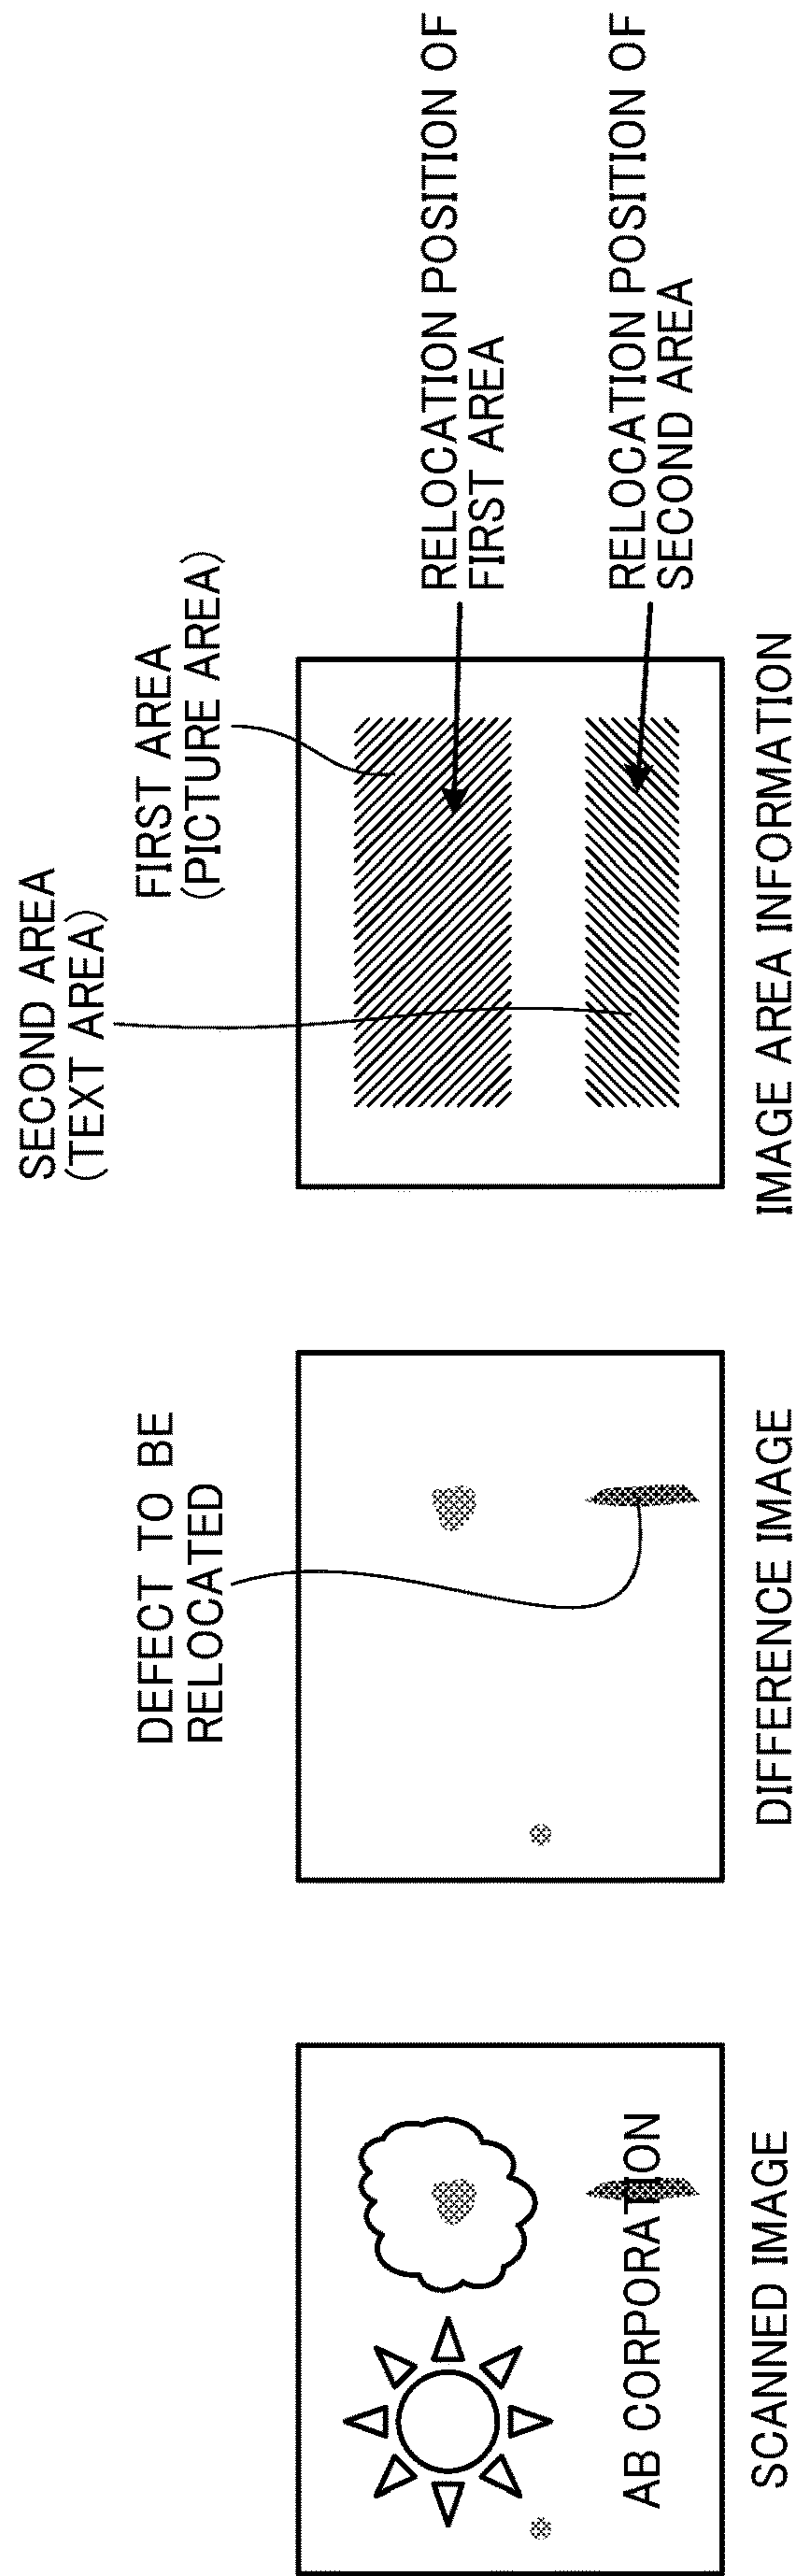 AB CORPORATION
SCANNED IMAGE
DEFECT TO BE
RELOCATED
DIFFERENCE IMAGE
SECOND AREA
(TEXT AREA)
FIRST AREA
(PICTURE AREA)
RELOCATION POSITION OF
FIRST AREA
RELOCATION POSITION OF
SECOND AREA
IMAGE AREA INFORMATION